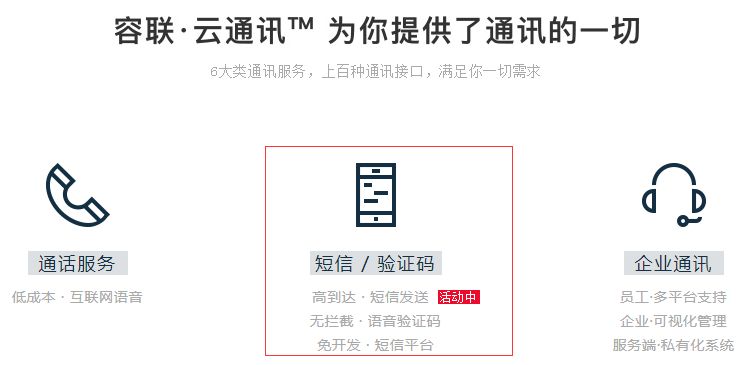 容联·云通讯™ 为你提供了通讯的一切
6大类通讯服务，上百种通讯接口，满足你一切需求
通话服务
低成本 · 互联网语音
短信 / 验证码
高到达 · 短信发送 活动中
无拦截 · 语音验证码
免开发 · 短信平台
企业通讯
员工·多平台支持
企业·可视化管理
服务端·私有化系统